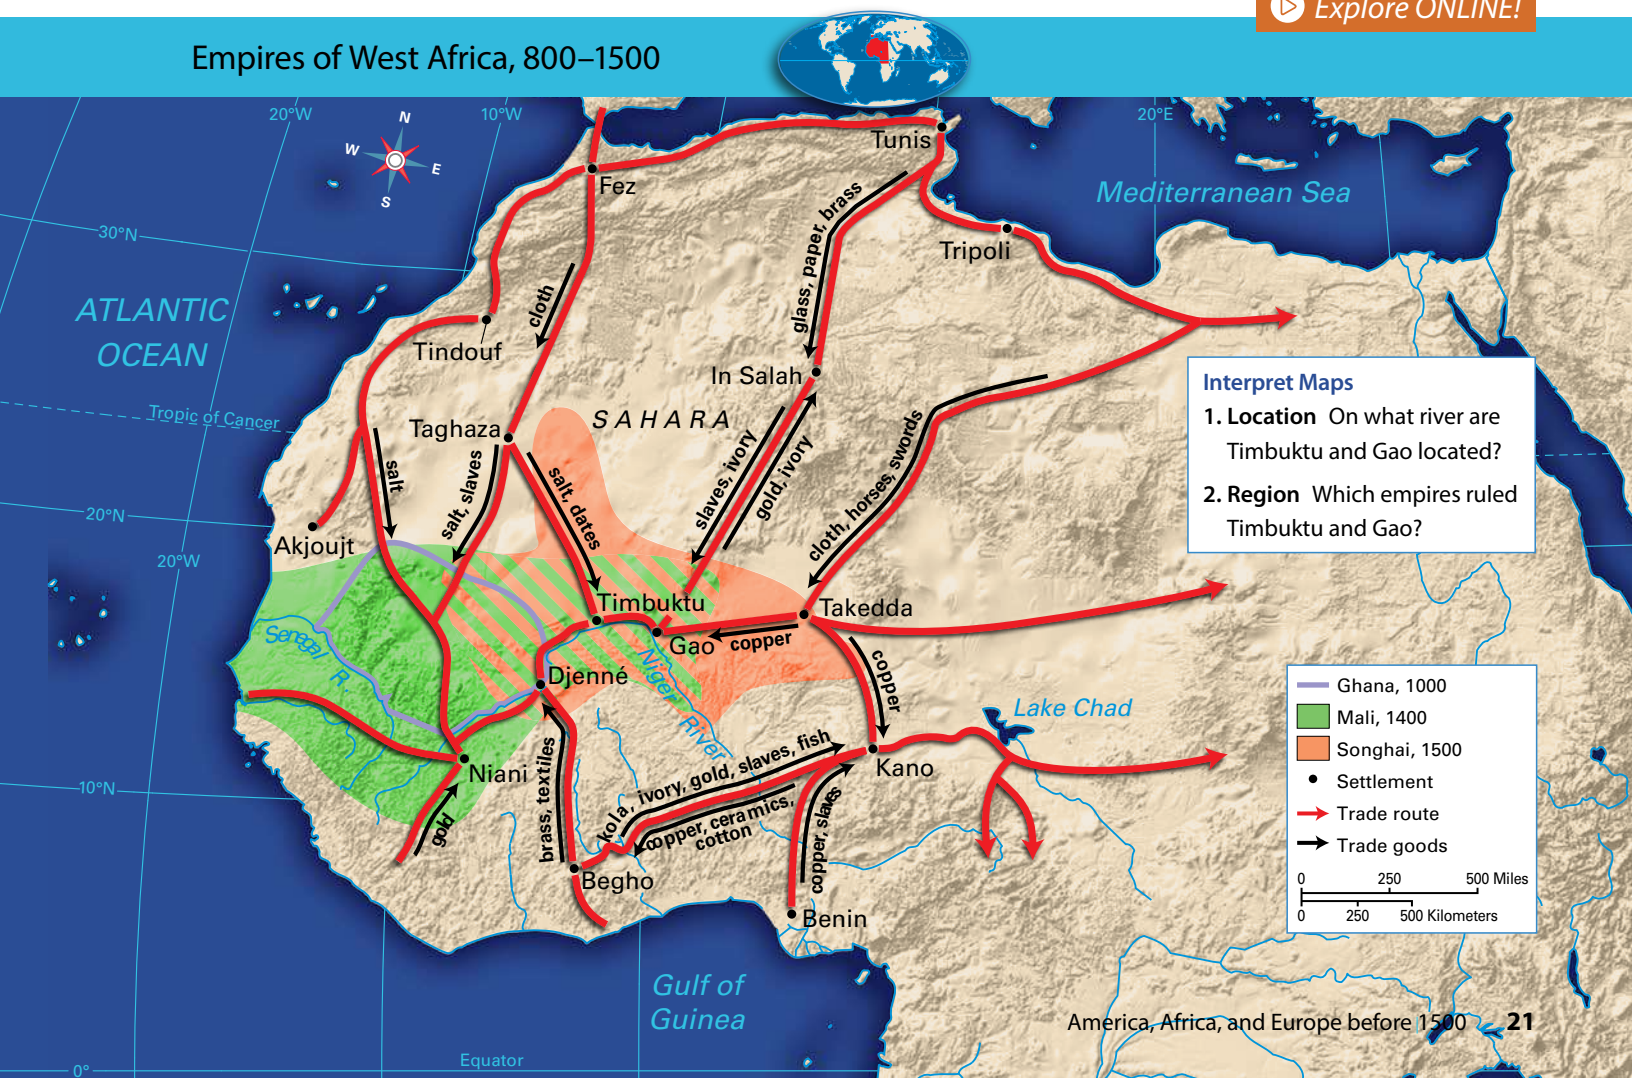 Explore ONLINE!
Empires of West Africa, 800–1500
20°W
10°W
20°E
N
W
E
S
Tunis
Fez
Mediterranean Sea
30°N
Tripoli
glass, paper, brass
cloth
ATLANTIC
OCEAN
Tindouf
In Salah
Interpret Maps
1. Location On what river are
Timbuktu and Gao located?
2. Region Which empires ruled
Timbuktu and Gao?
Tropic of Cancer
SAHARA
Taghaza
salt
salt, slaves
salt, dates
slaves, ivory
gold, ivory
cloth, horses, swords
20°N
Akjoujt
20°W
Timbuktu
Takedda
Gao
copper
Senegal
R.
Djenné
Niger
River
copper
Lake Chad
Ghana, 1000
Mali, 1400
Songhai, 1500
Settlement
Trade route
Trade goods
0 250 500 Miles
0 250 500 Kilometers
Kano
Niani
10°N
gold
brass, textiles
kola, ivory, gold, slaves, fish
copper, ceramics,
cotton
copper, slaves
Begho
Benin
Gulf of
Guinea
America, Africa, and Europe before 1500 21
Equator
0°